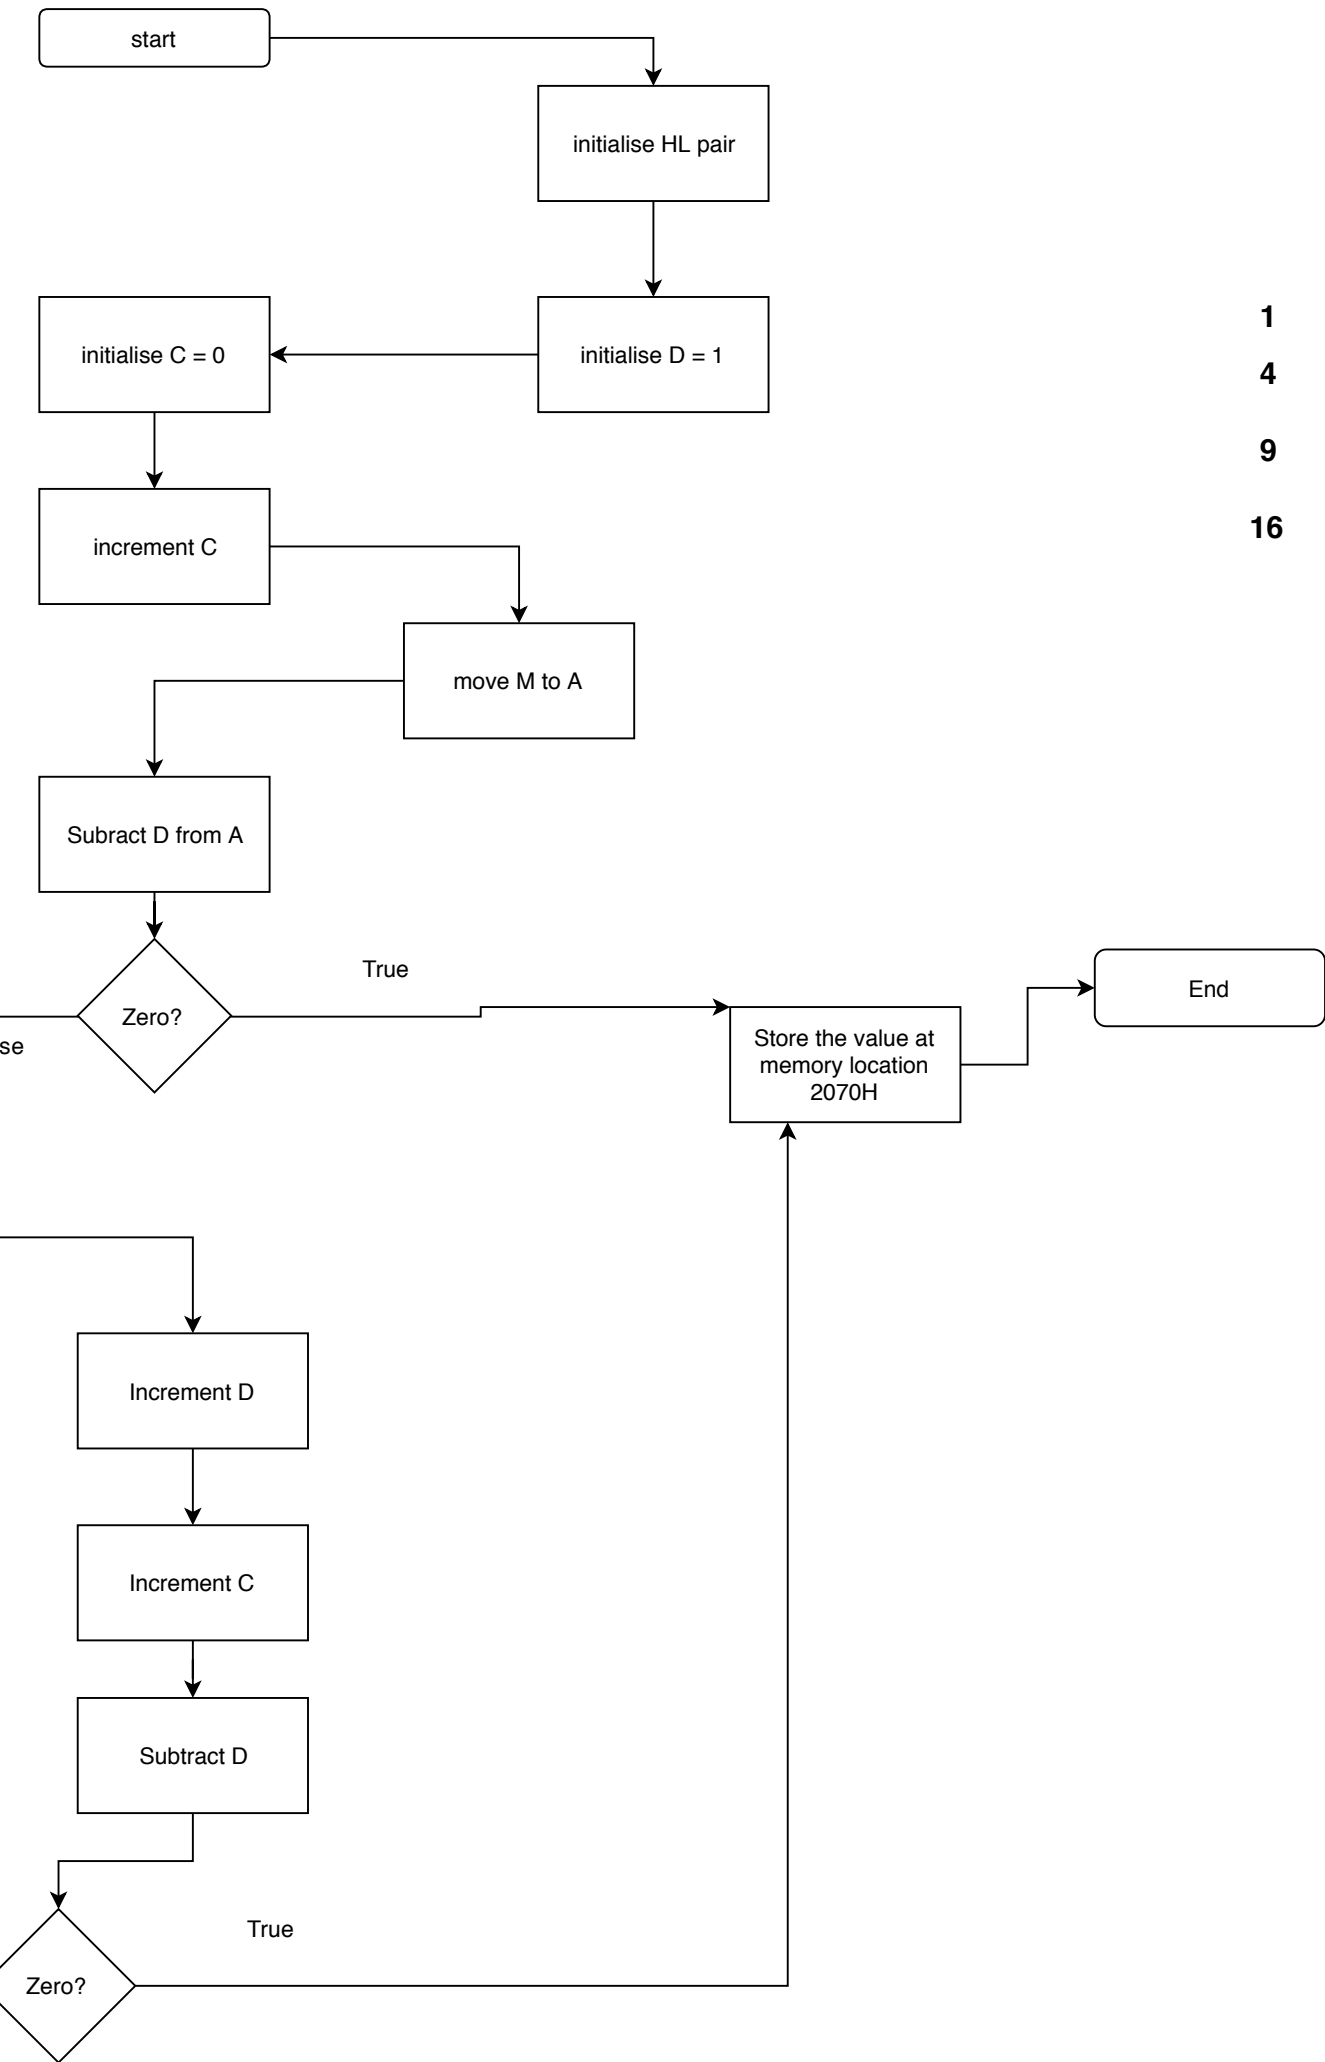 start
initialise HL pair
initialise C = 0
initialise D = 1
1
4
9
16
increment C
move M to A
Subract D from A
Zero?
True
se
Store the value at
memory location
2070H
End
Increment D
Increment C
Subtract D
Zero?
True